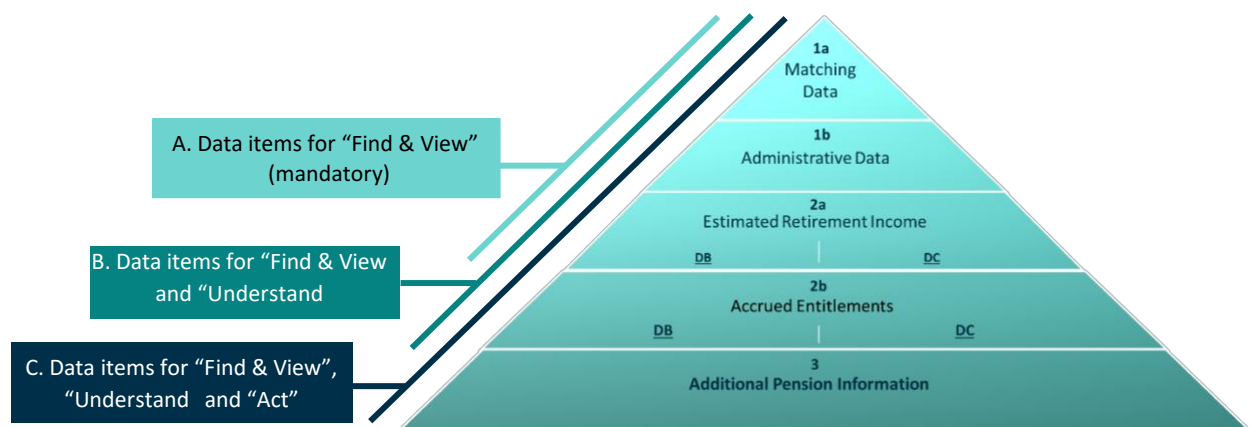 A. Data items for “Find & View”
(mandatory)
B. Data items for “Find & View
and “Understand
C. Data items for “Find & View”,
“Understand and “Act”
1a
Matching
Data
1b
Administrative Data
2a
Estimated Retirement Income
DB DC
2b
Accrued Entitlements
DB DC
3
Additional Pension Information